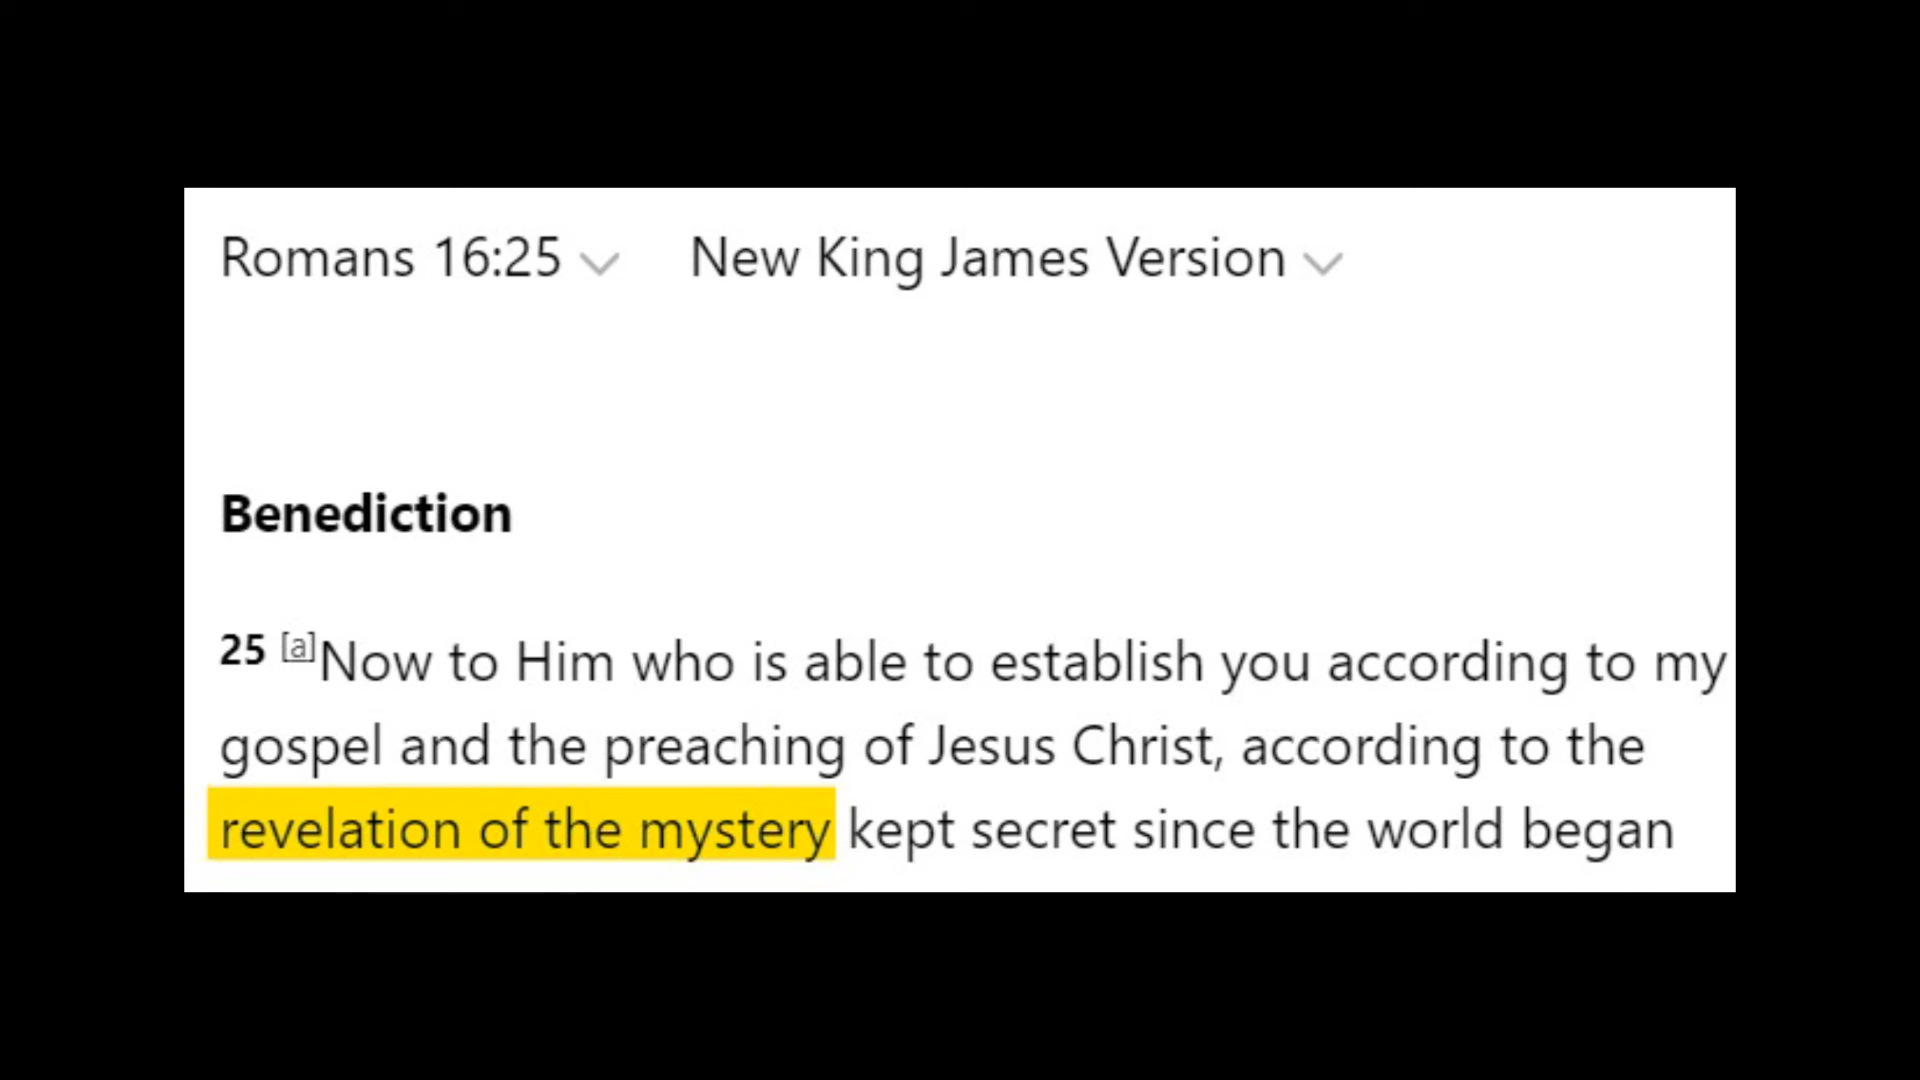 Romans 16:25 New King James Version
Benediction
25 [a]Now to Him who is able to establish you according to my
gospel and the preaching of Jesus Christ, according to the
revelation of the mystery kept secret since the world began